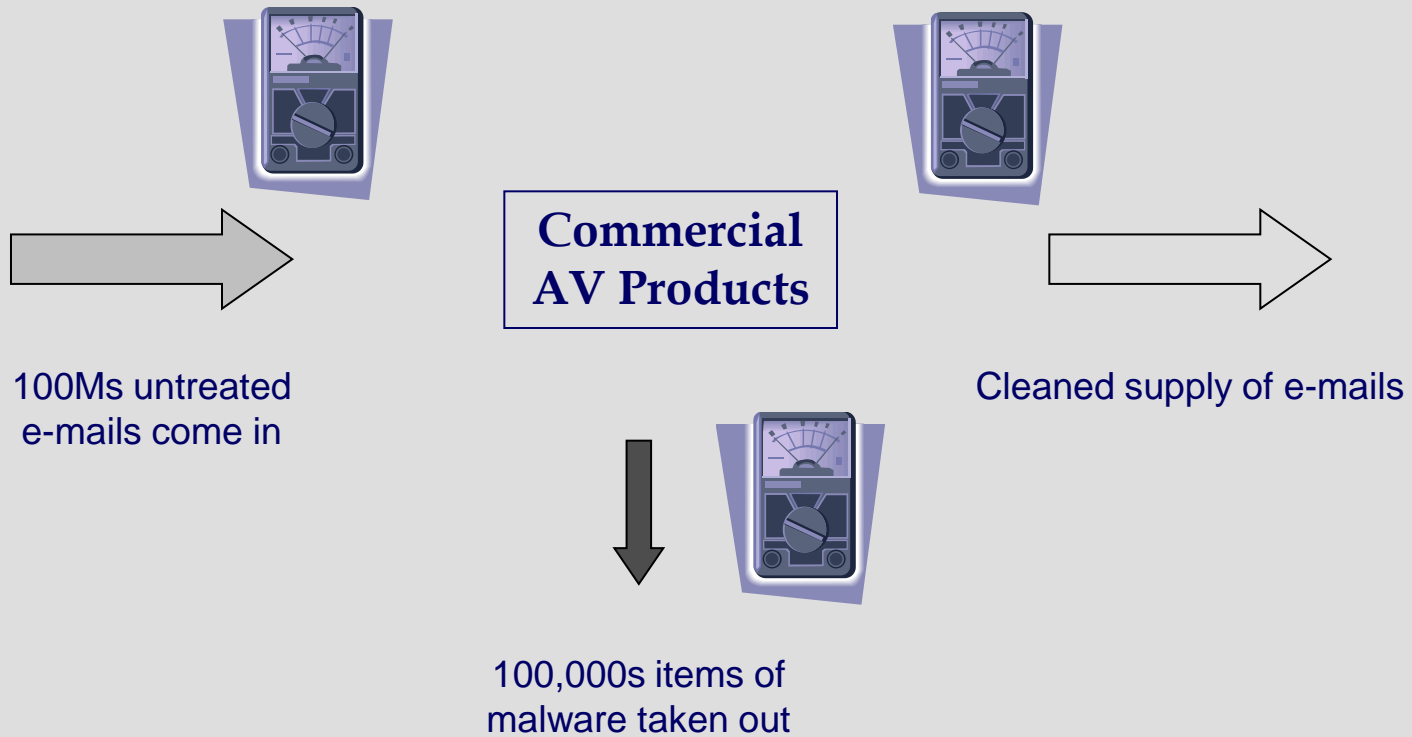 Commercial
AV Products
100Ms untreated
e-mails come in
Cleaned supply of e-mails
100,000s items of
malware taken out